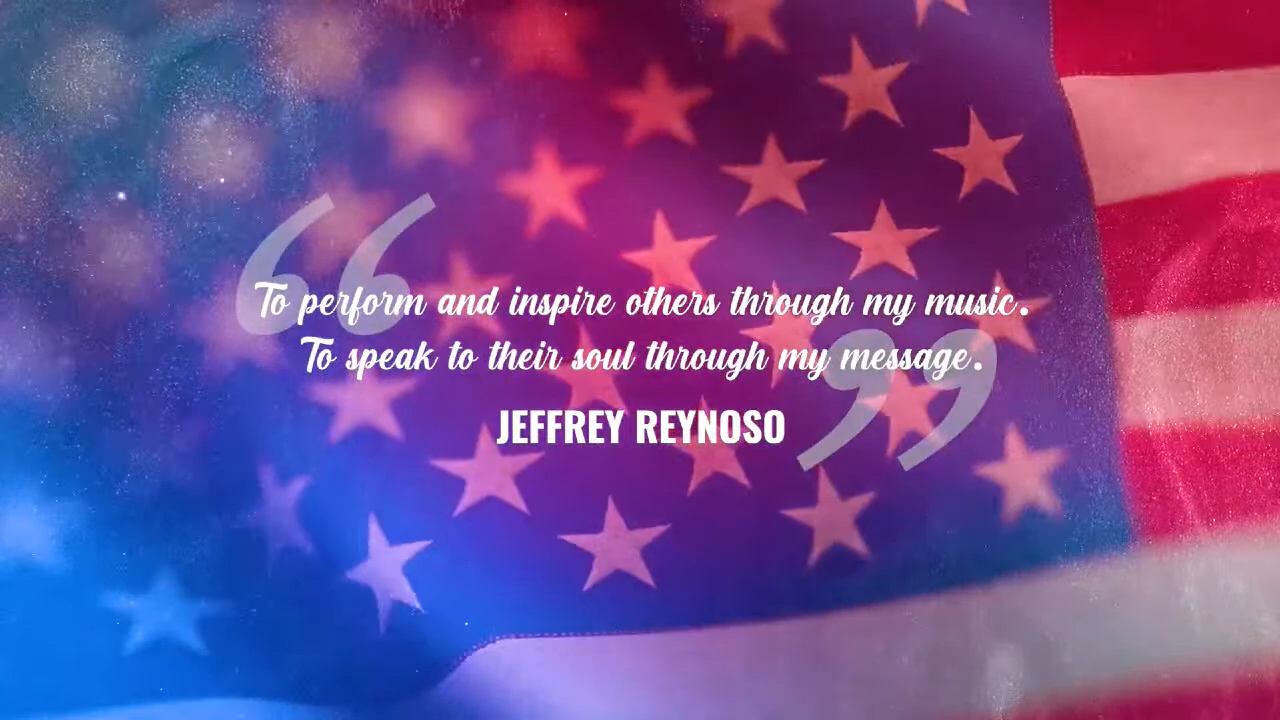 To perform and inspire others through my music.
To speak to their soul through my message.
JEFFREY REYNOSO